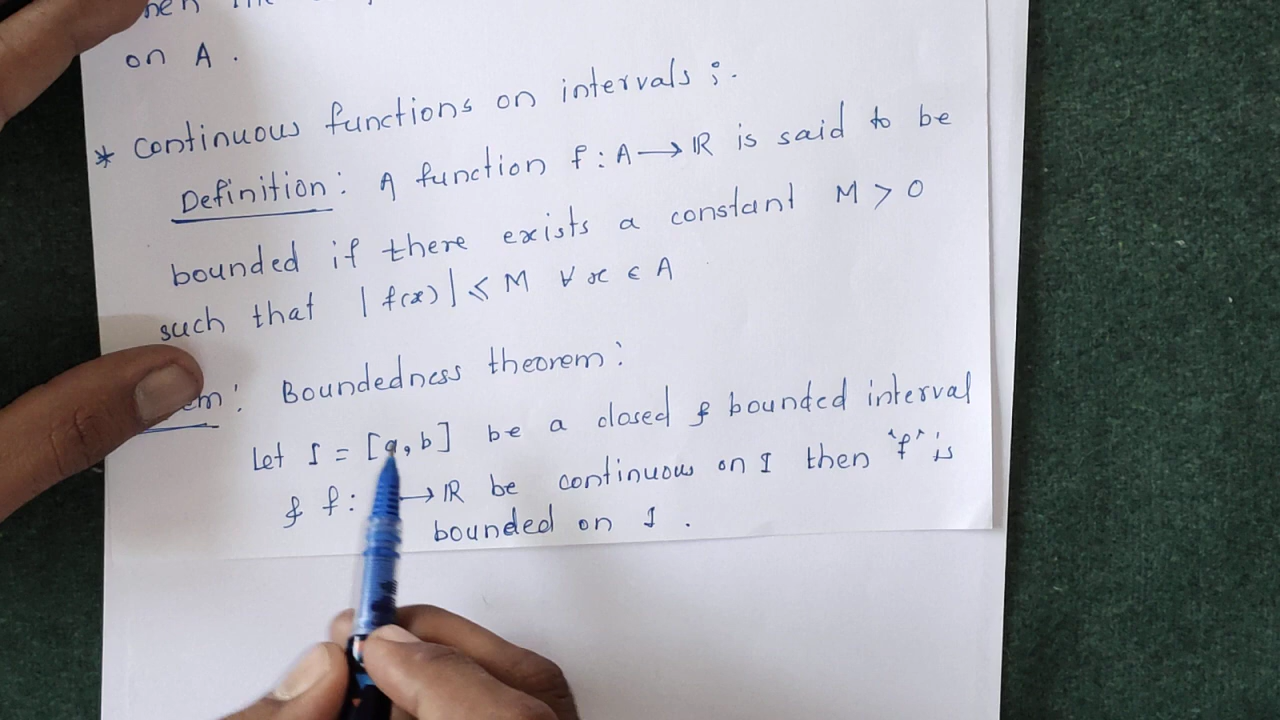 on A .
* Continuous functions on intervals ; .
Definition : A function f : A → ℝ is said to be
bounded if there exists a constant M > 0
such that | f(x) | ≤ M ∀ x ∈ A
Boundedness theorem :
Let I = [a, b] be a closed & bounded interval
& f : → ℝ be continuous on I then "f" is
bounded on I .